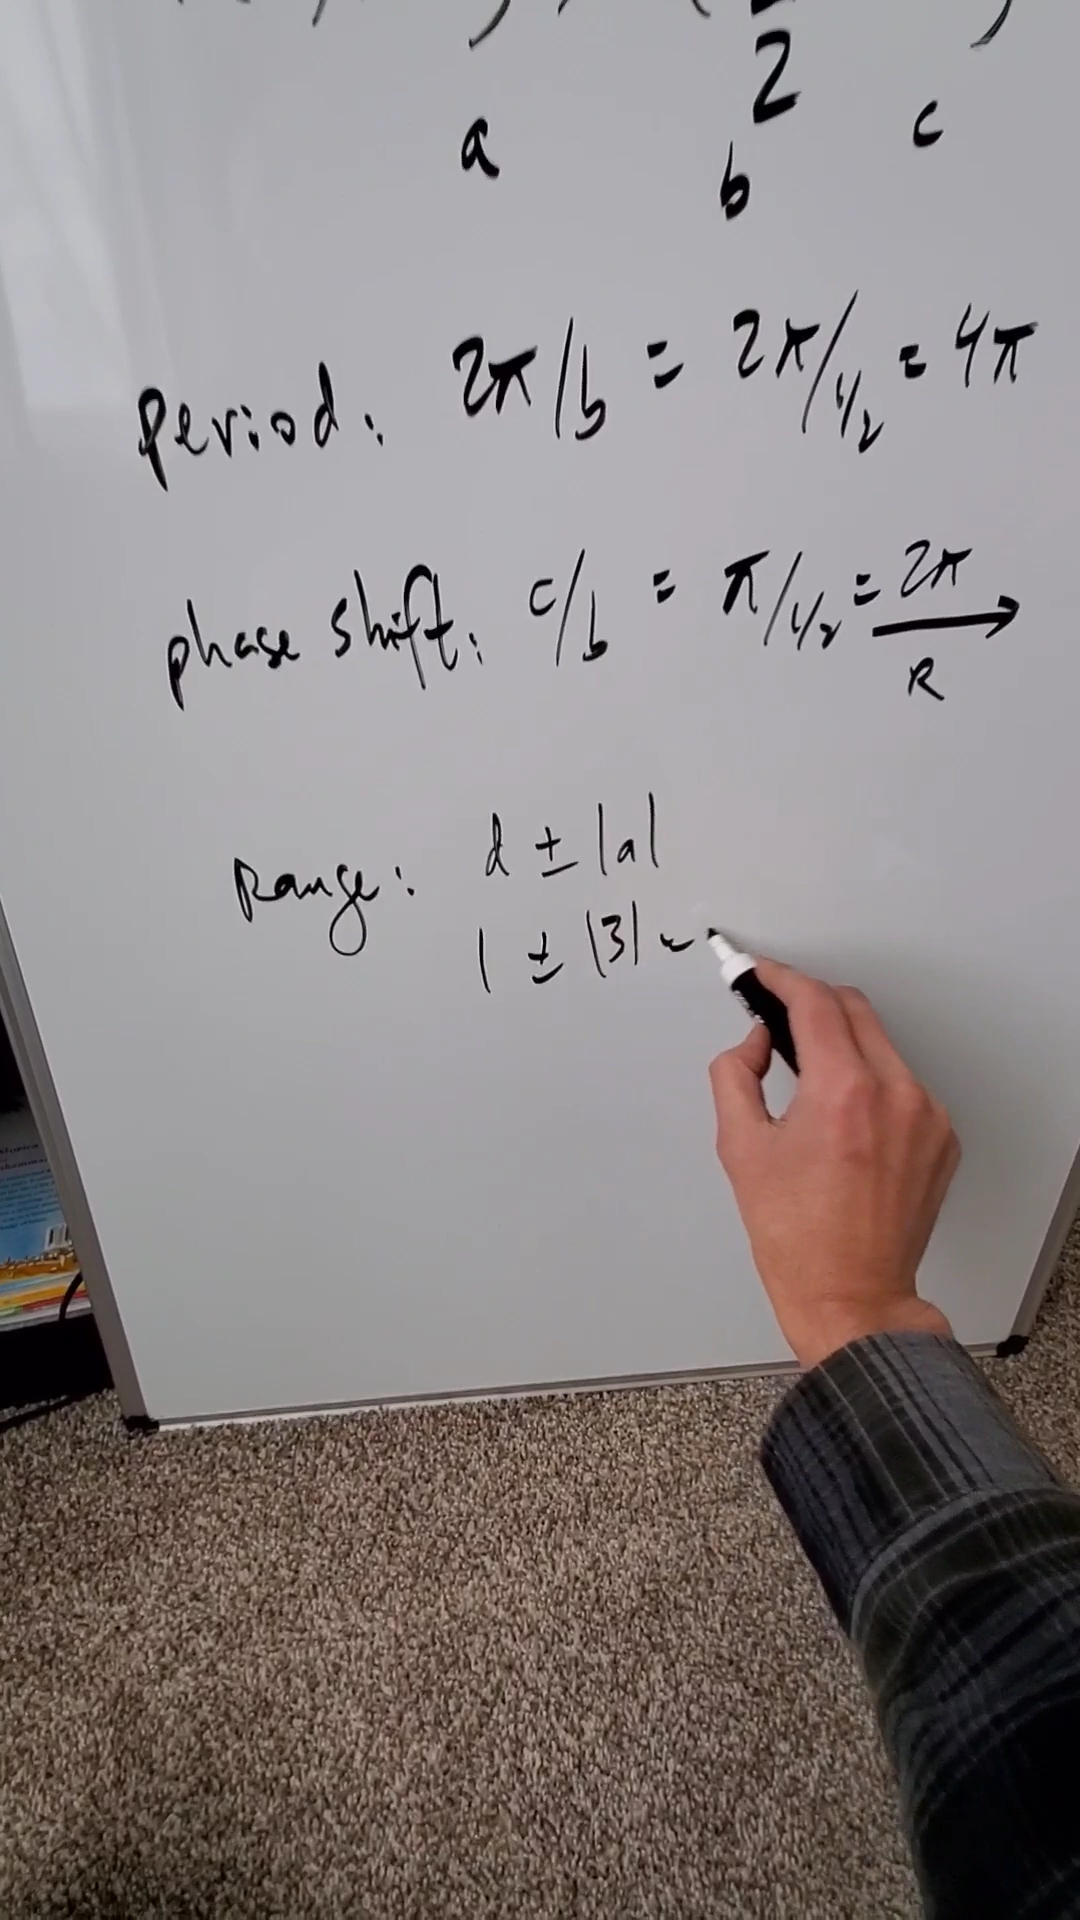 2
a b c
period: 2π/b = 2π/1/2 = 4π
phase shift: c/b = π/1/2 = 2π
R
Range: d ± |a|
1 ± |3| =